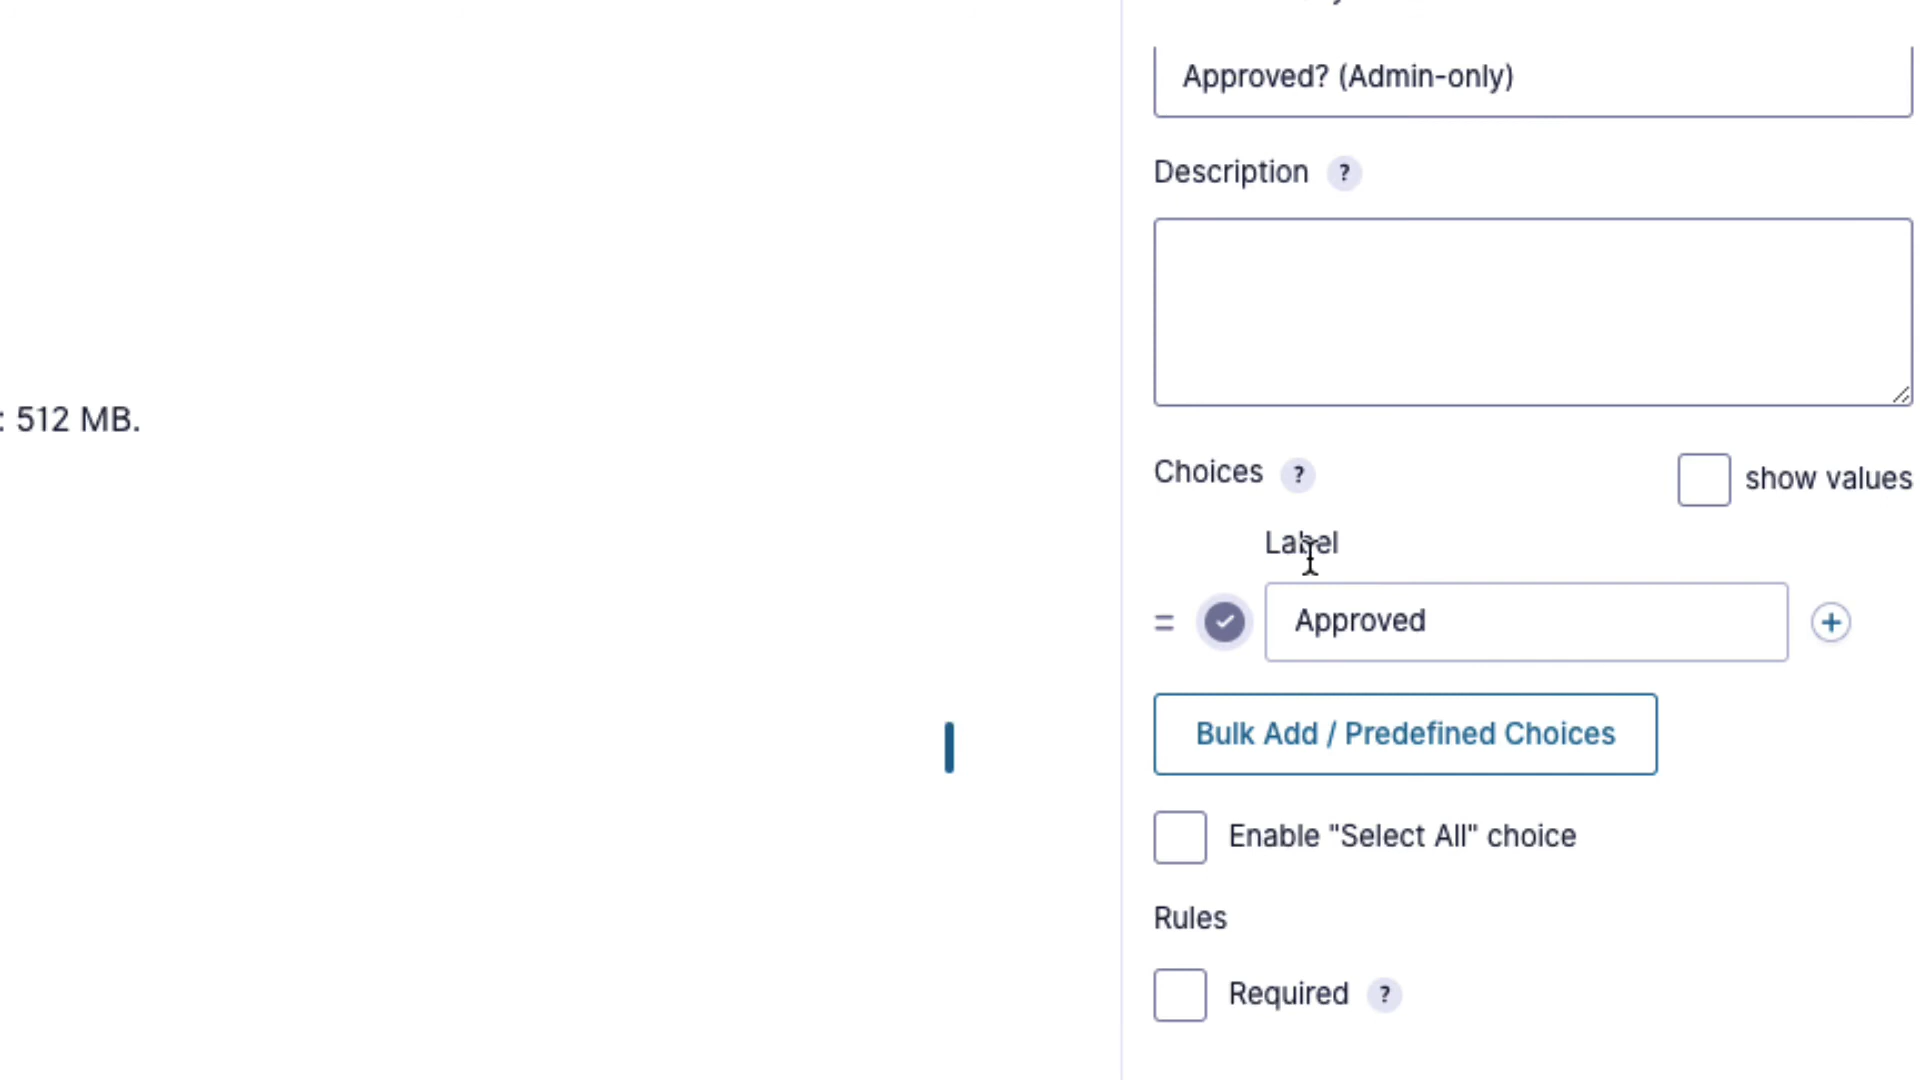 Approved? (Admin-only)
Description ?
: 512 MB.
Choices ?
show values
Label
= Approved +
Bulk Add / Predefined Choices
Enable "Select All" choice
Rules
Required ?